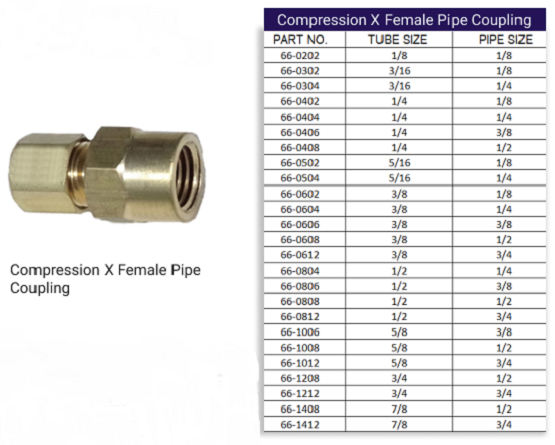 Compression X Female Pipe Coupling
PART NO. TUBE SIZE PIPE SIZE
66-0202 1/8 1/8
66-0302 3/16 1/8
66-0304 3/16 1/4
66-0402 1/4 1/8
66-0404 1/4 1/4
66-0406 1/4 3/8
66-0408 1/4 1/2
66-0502 5/16 1/8
66-0504 5/16 1/4
66-0602 3/8 1/8
66-0604 3/8 1/4
66-0606 3/8 3/8
66-0608 3/8 1/2
66-0612 3/8 3/4
66-0804 1/2 1/4
66-0806 1/2 3/8
66-0808 1/2 1/2
66-0812 1/2 3/4
66-1006 5/8 3/8
66-1008 5/8 1/2
66-1012 5/8 3/4
66-1208 3/4 1/2
66-1212 3/4 3/4
66-1408 7/8 1/2
66-1412 7/8 3/4
Compression X Female Pipe
Coupling